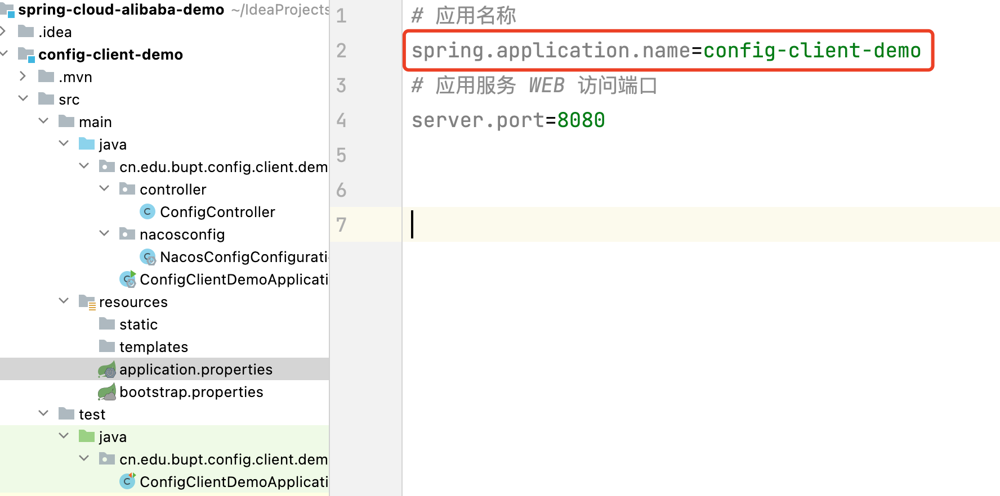 spring-cloud-alibaba-demo ~/IdeaProjects
.idea
config-client-demo
.mvn
src
main
java
cn.edu.bupt.config.client.dem
controller
ConfigController
nacosconfig
NacosConfigConfigurati
ConfigClientDemoApplicati
resources
static
templates
application.properties
bootstrap.properties
test
java
cn.edu.bupt.config.client.dem
ConfigClientDemoApplicati
1 # 应用名称
2 spring.application.name=config-client-demo
3 # 应用服务 WEB 访问端口
4 server.port=8080
5
6
7